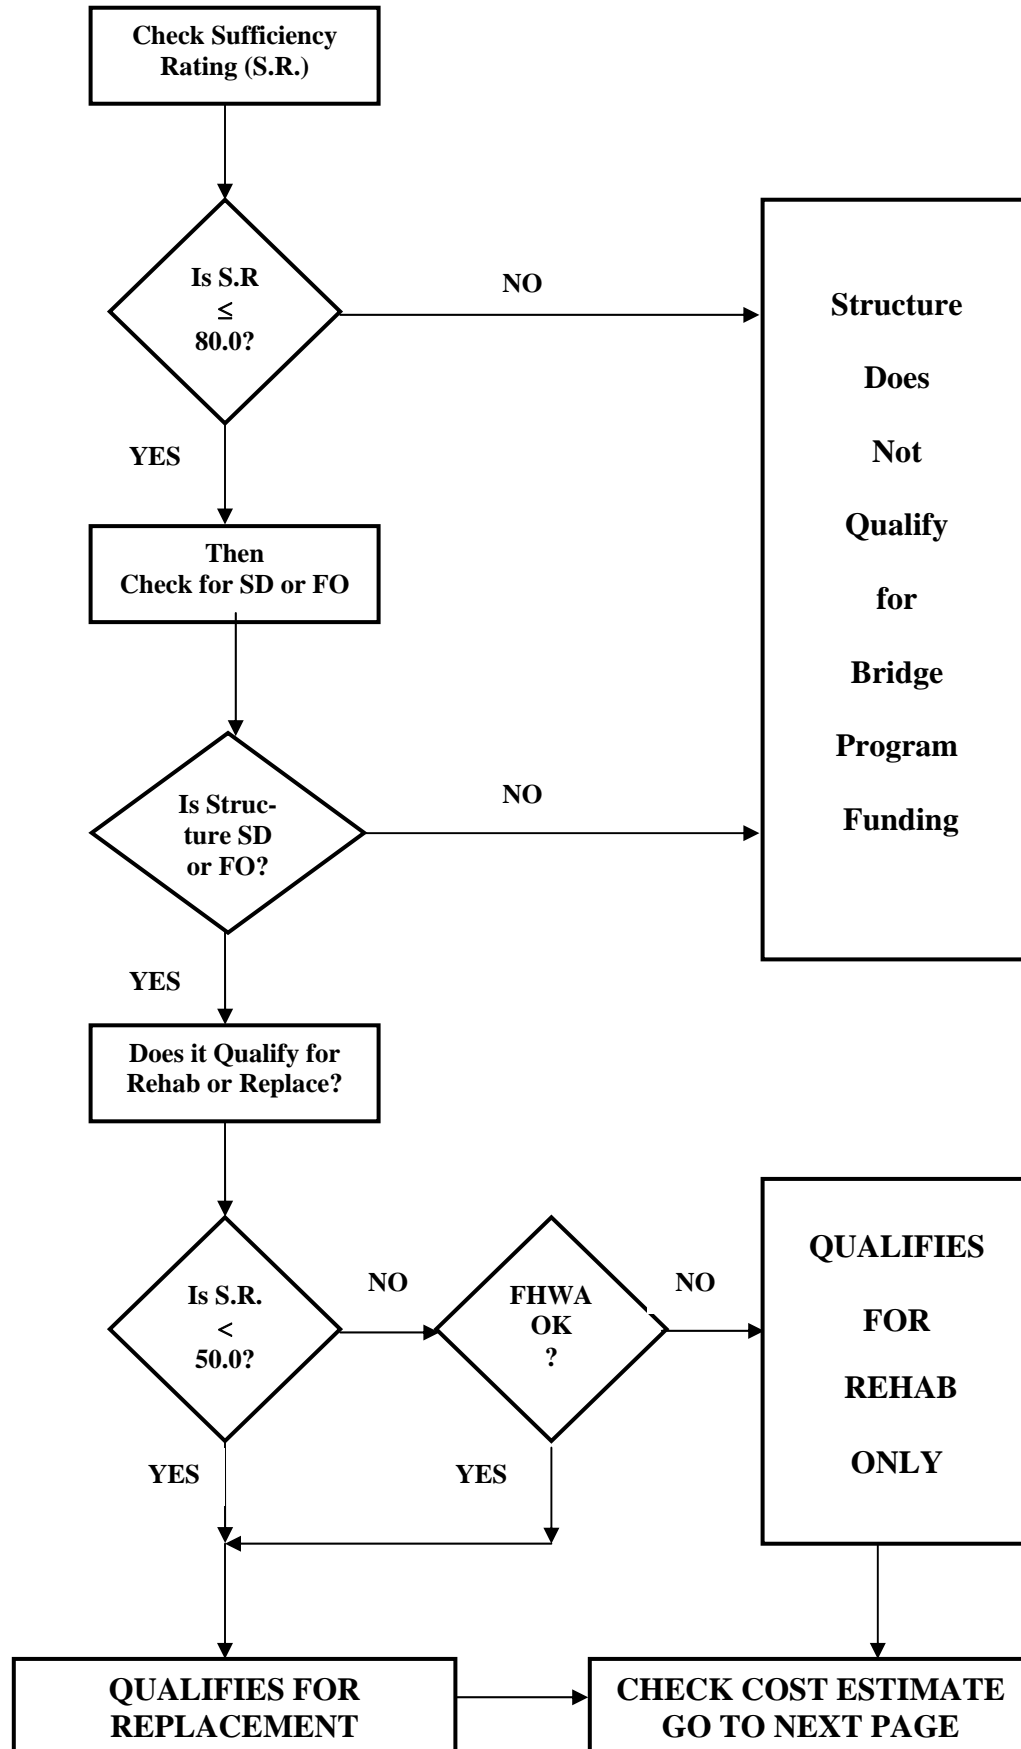 Check Sufficiency
Rating (S.R.)
Is S.R
≤
80.0?
NO
YES
Structure
Does
Not
Qualify
for
Bridge
Program
Funding
Then
Check for SD or FO
Is Struc-
ture SD
or FO?
NO
YES
Does it Qualify for
Rehab or Replace?
Is S.R.
<
50.0?
NO
FHWA
OK
?
NO
QUALIFIES
FOR
REHAB
ONLY
YES
YES
QUALIFIES FOR
REPLACEMENT
CHECK COST ESTIMATE
GO TO NEXT PAGE